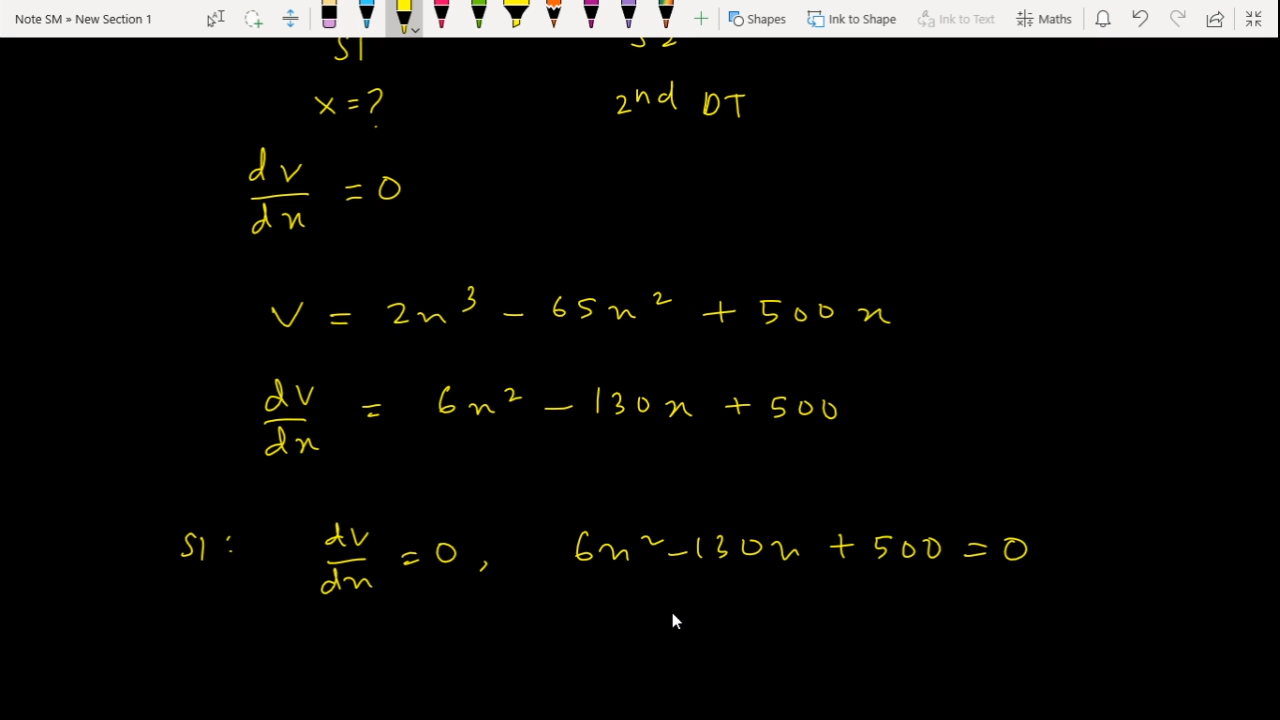 Note SM » New Section 1
Shapes
Ink to Shape
Ink to Text
Maths
S1 S2
x = ? 2nd DT
dv/dx = 0
V = 2x³ - 65x² + 500x
dV/dx = 6x² - 130x + 500
S1 : dV/dx = 0, 6x² - 130x + 500 = 0